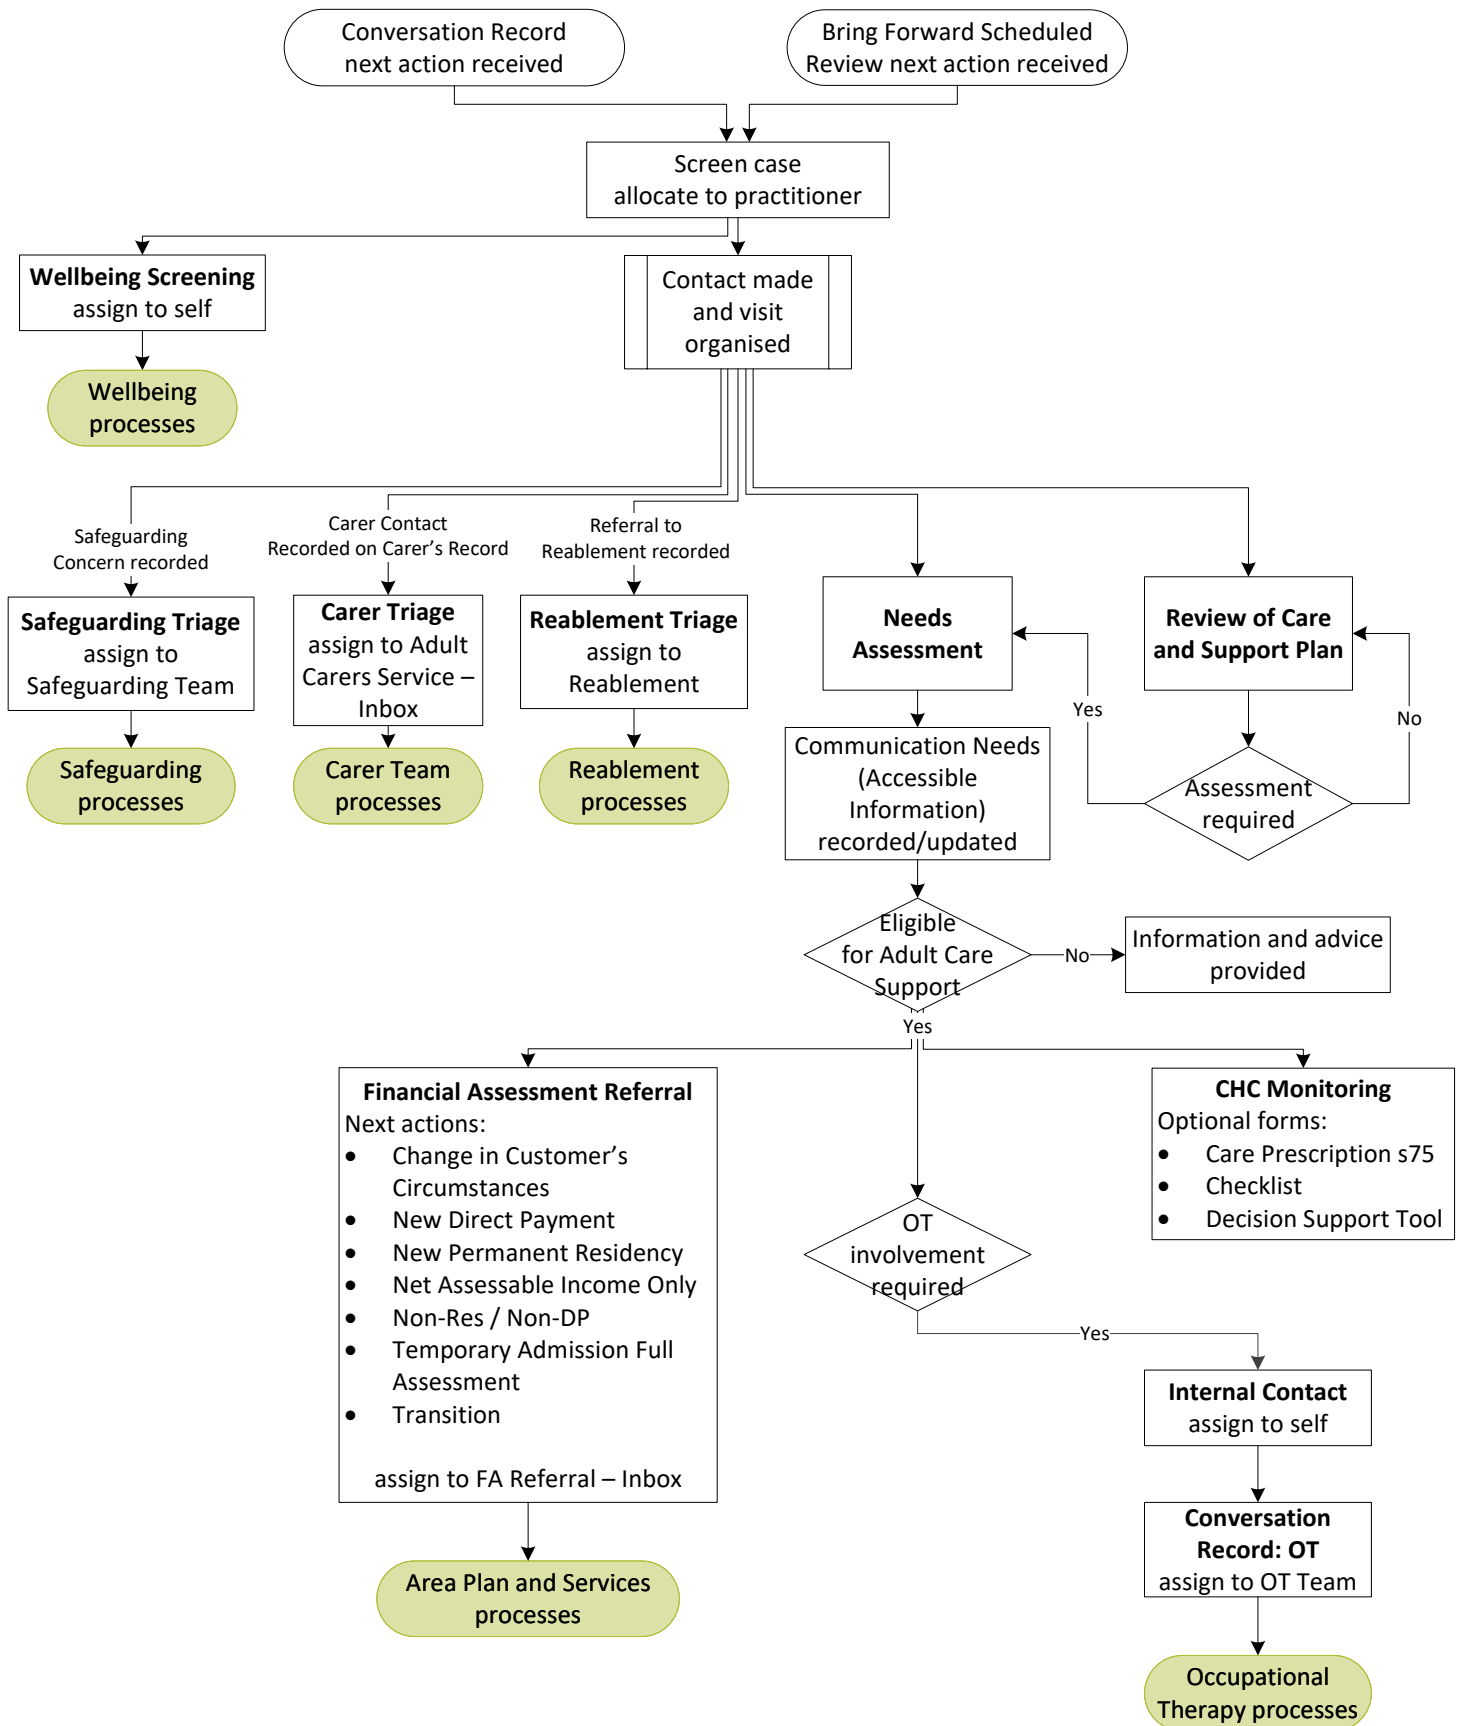 Conversation Record
next action received
Bring Forward Scheduled
Review next action received
Screen case
allocate to practitioner
Wellbeing Screening
assign to self
Contact made
and visit
organised
Wellbeing
processes
Safeguarding
Concern recorded
Carer Contact
Recorded on Carer’s Record
Referral to
Reablement recorded
Safeguarding Triage
assign to
Safeguarding Team
Carer Triage
assign to Adult
Carers Service –
Inbox
Reablement Triage
assign to
Reablement
Needs
Assessment
Review of Care
and Support Plan
Yes
No
Safeguarding
processes
Carer Team
processes
Reablement
processes
Communication Needs
(Accessible
Information)
recorded/updated
Assessment
required
Eligible
for Adult Care
Support
No
Information and advice
provided
Yes
Financial Assessment Referral
Next actions:
• Change in Customer’s
Circumstances
• New Direct Payment
• New Permanent Residency
• Net Assessable Income Only
• Non-Res / Non-DP
• Temporary Admission Full
Assessment
• Transition
assign to FA Referral – Inbox
CHC Monitoring
Optional forms:
• Care Prescription s75
• Checklist
• Decision Support Tool
OT
involvement
required
Yes
Internal Contact
assign to self
Conversation
Record: OT
assign to OT Team
Area Plan and Services
processes
Occupational
Therapy processes